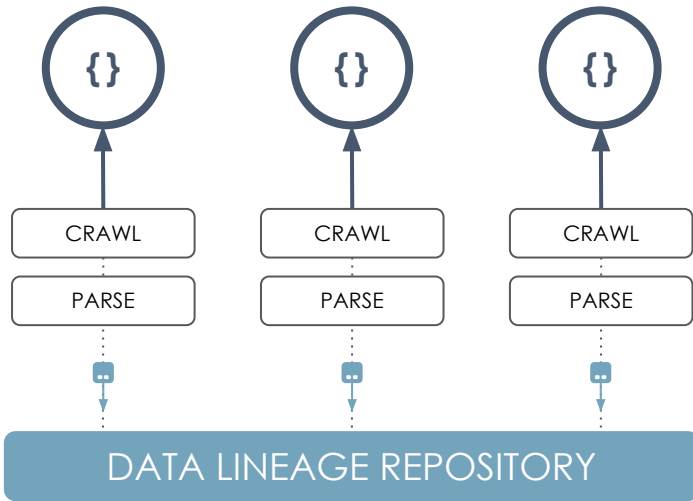 {} {} {}
CRAWL CRAWL CRAWL
PARSE PARSE PARSE
DATA LINEAGE REPOSITORY